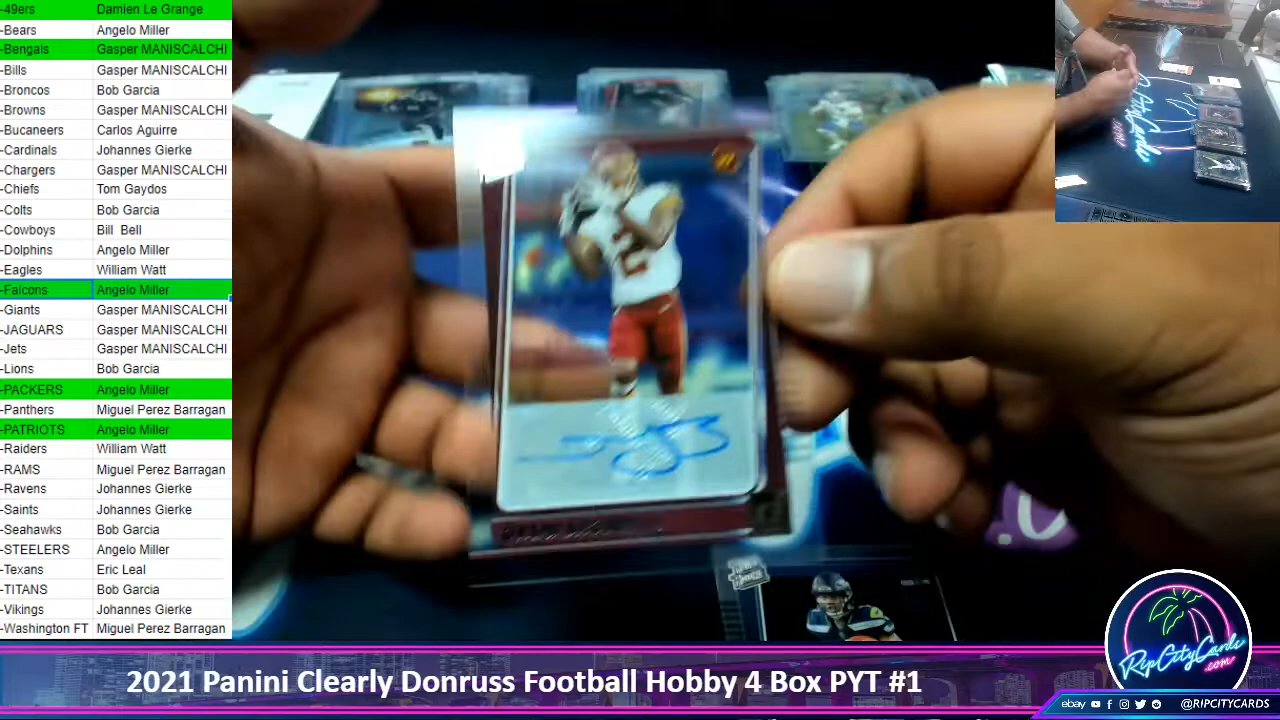 -49ers Damien Le Grange
-Bears Angelo Miller
-Bengals Gasper MANISCALCHI
-Bills Gasper MANISCALCHI
-Broncos Bob Garcia
-Browns Gasper MANISCALCHI
-Bucaneers Carlos Aguirre
-Cardinals Johannes Gierke
-Chargers Gasper MANISCALCHI
-Chiefs Tom Gaydos
-Colts Bob Garcia
-Cowboys Bill Bell
-Dolphins Angelo Miller
-Eagles William Watt
-Falcons Angelo Miller
-Giants Gasper MANISCALCHI
-JAGUARS Gasper MANISCALCHI
-Jets Gasper MANISCALCHI
-Lions Bob Garcia
-PACKERS Angelo Miller
-Panthers Miguel Perez Barragan
-PATRIOTS Angelo Miller
-Raiders William Watt
-RAMS Miguel Perez Barragan
-Ravens Johannes Gierke
-Saints Johannes Gierke
-Seahawks Bob Garcia
-STEELERS Angelo Miller
-Texans Eric Leal
-TITANS Bob Garcia
-Vikings Johannes Gierke
-Washington FT Miguel Perez Barragan
2
RipCityCards
.com
2021 Panini Clearly Donruss Football Hobby 4 Box PYT #1
ebay @RIPCITYCARDS